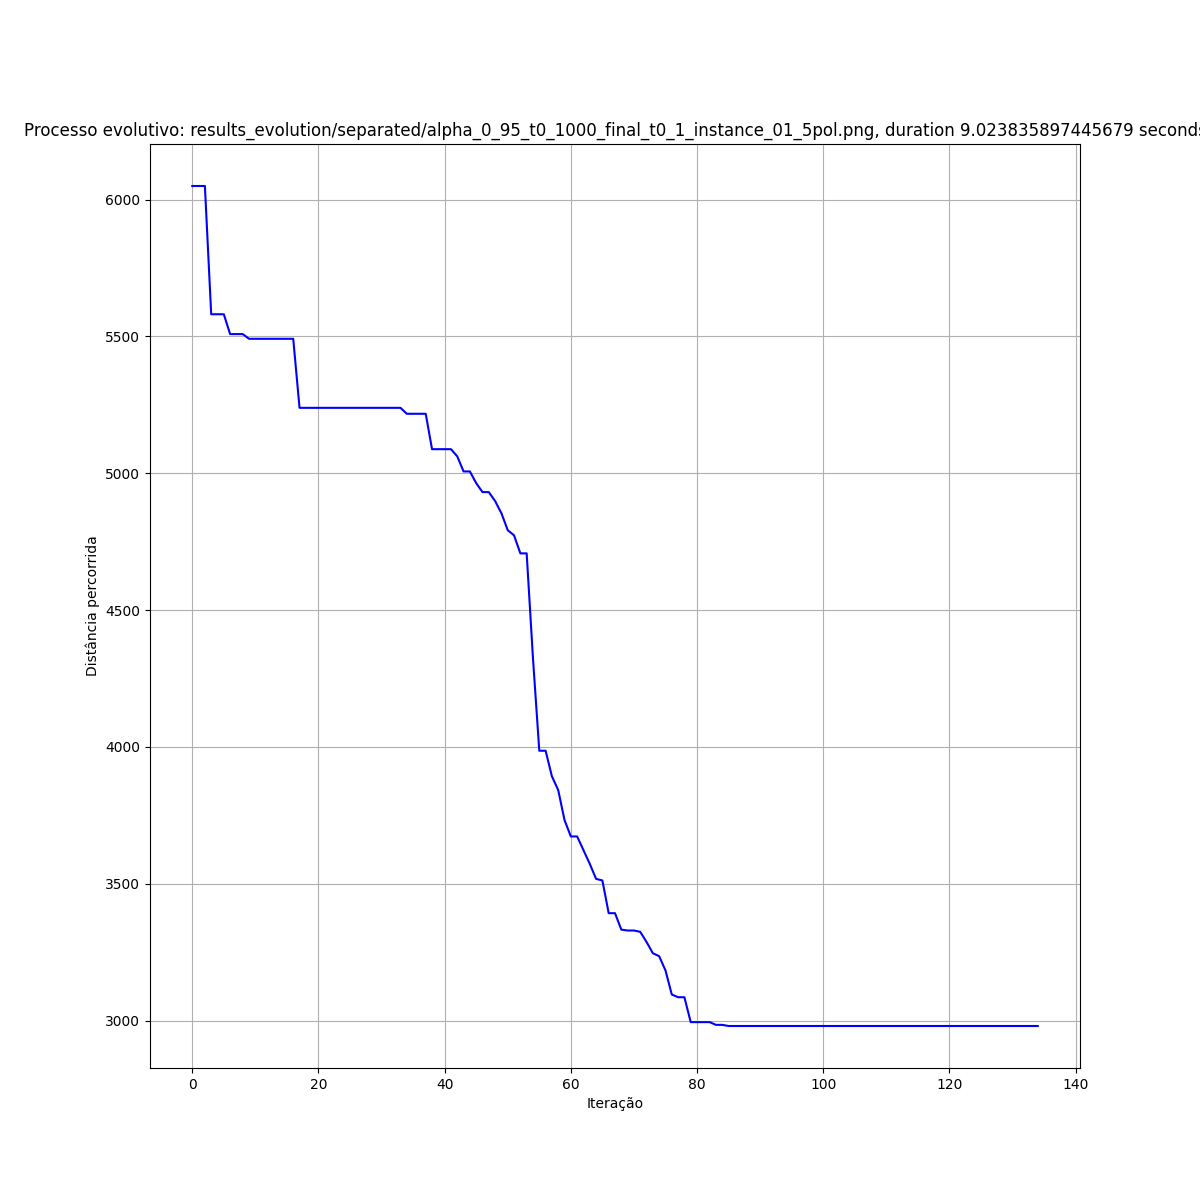 Processo evolutivo: results_evolution/separated/alpha_0_95_t0_1000_final_t0_1_instance_01_5pol.png, duration 9.023835897445679 seconds
6000
5500
5000
4500
4000
3500
3000
Distância percorrida
0 20 40 60 80 100 120 140
Iteração